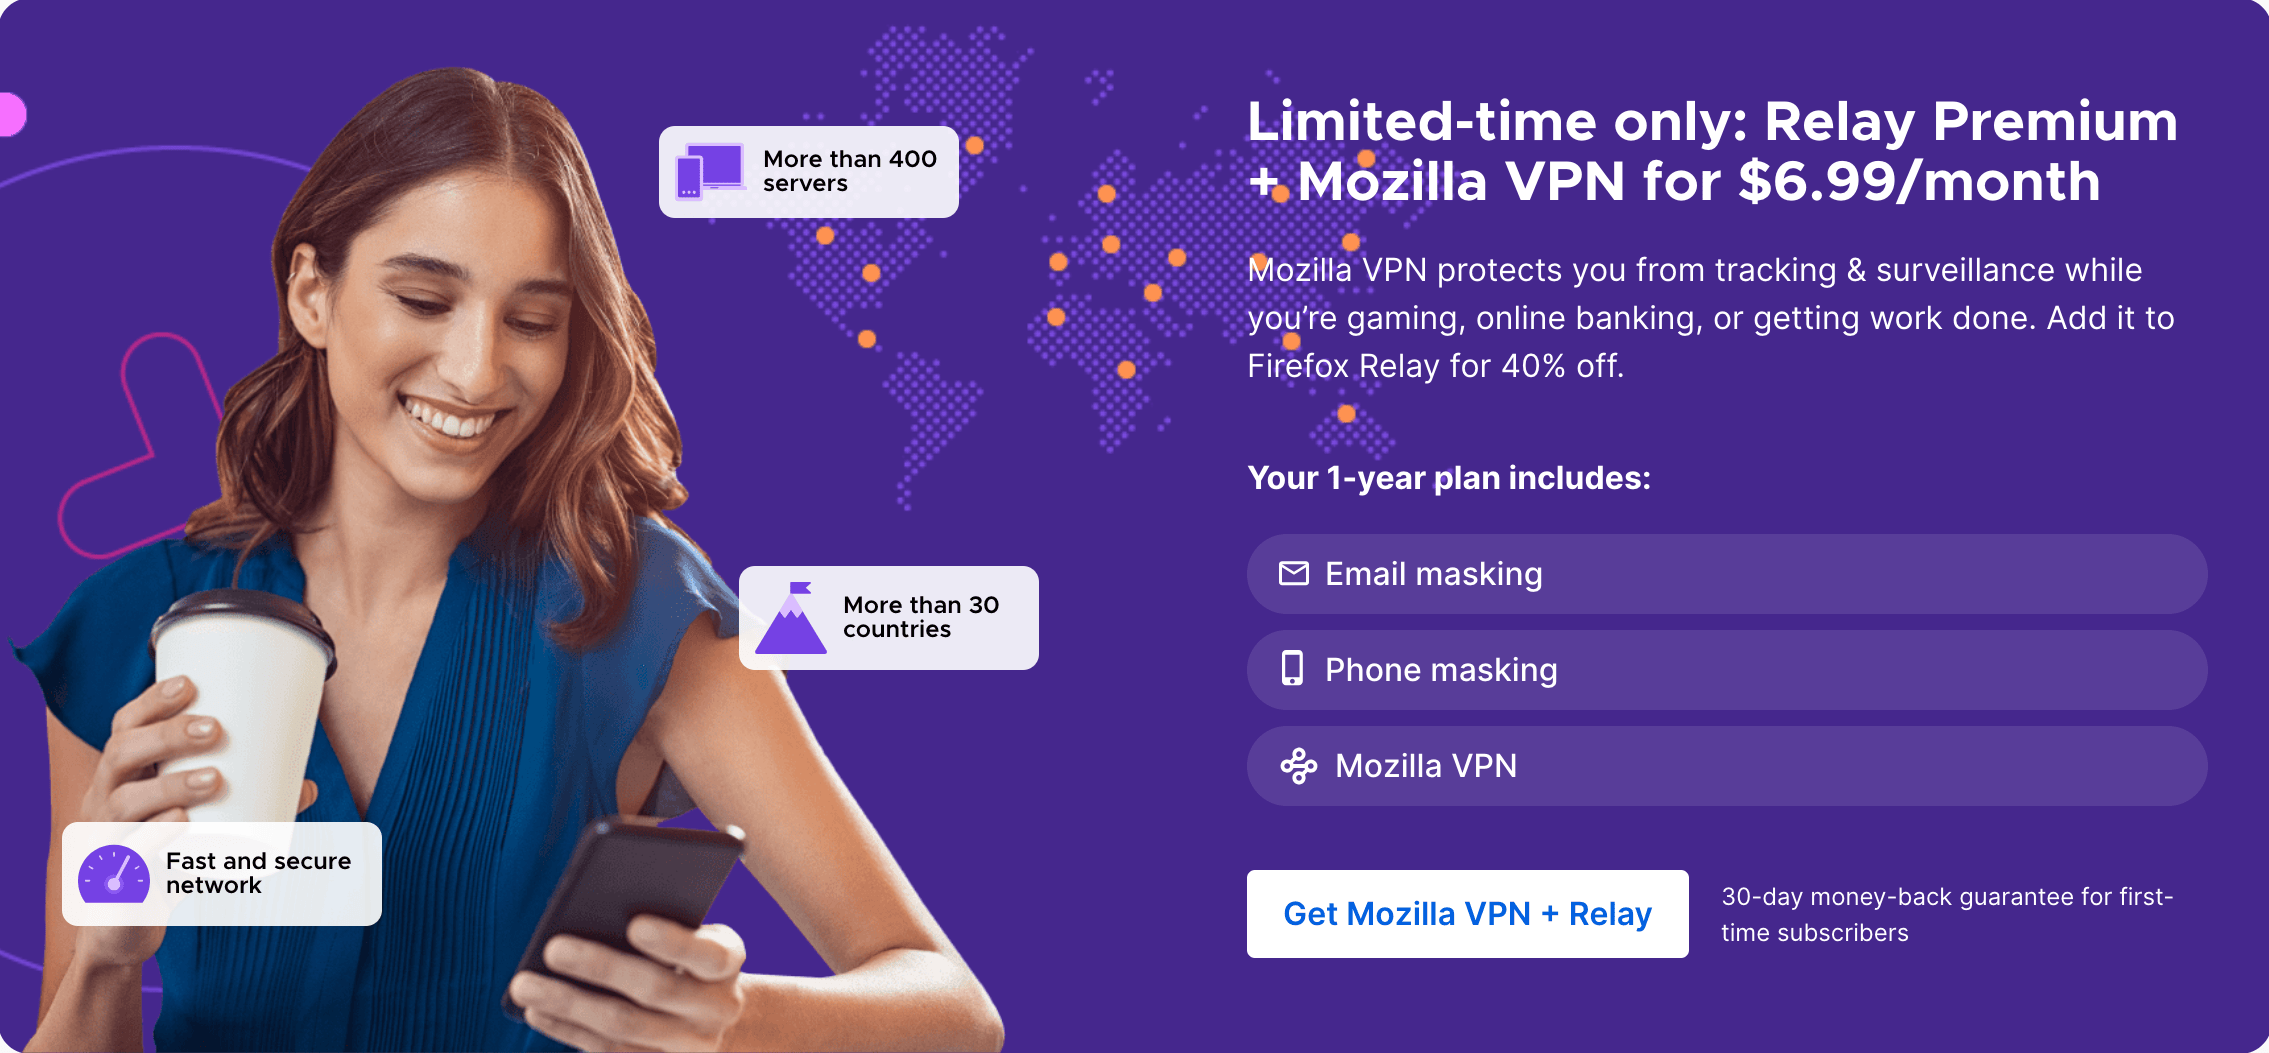 More than 400
servers
More than 30
countries
Fast and secure
network
Limited-time only: Relay Premium
+ Mozilla VPN for $6.99/month
Mozilla VPN protects you from tracking & surveillance while
you’re gaming, online banking, or getting work done. Add it to
Firefox Relay for 40% off.
Your 1-year plan includes:
Email masking
Phone masking
Mozilla VPN
Get Mozilla VPN + Relay
30-day money-back guarantee for first-
time subscribers